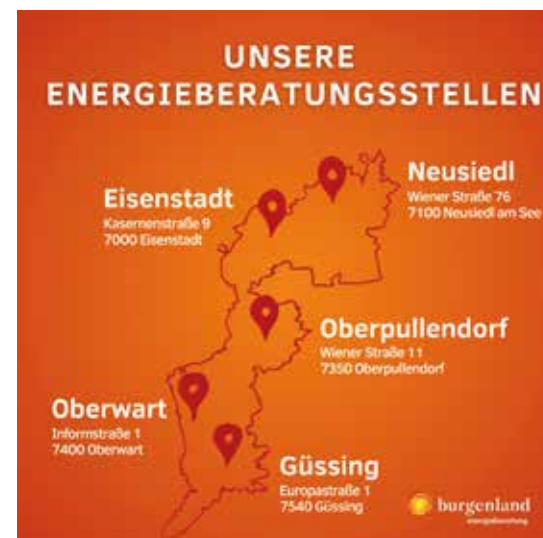 UNSERE
ENERGIEBERATUNGSSTELLEN
Neusiedl
Wiener Straße 76
7100 Neusiedl am See
Eisenstadt
Kasernenstraße 9
7000 Eisenstadt
Oberpullendorf
Wiener Straße 11
7350 Oberpullendorf
Oberwart
Informstraße 1
7400 Oberwart
Güssing
Europastraße 1
7540 Güssing
burgenland
energieberatung